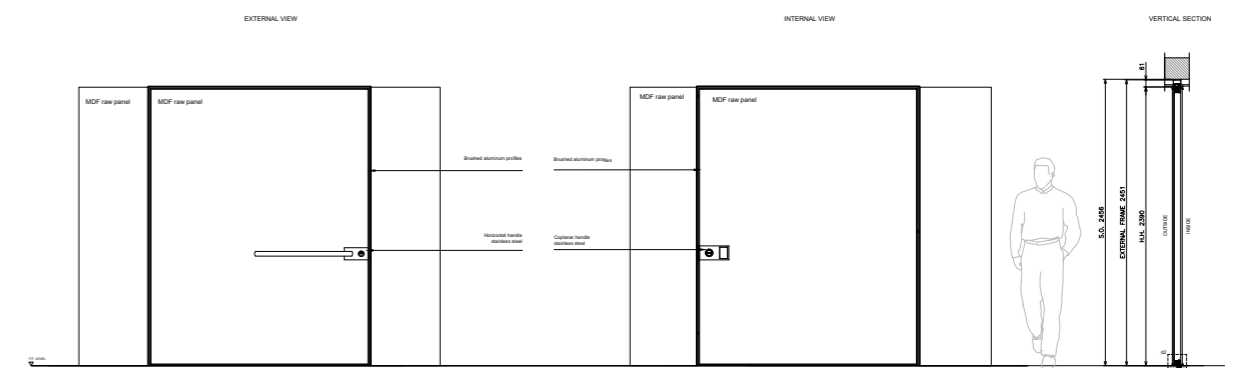 EXTERNAL VIEW
INTERNAL VIEW
VERTICAL SECTION
MDF raw panel
MDF raw panel
MDF raw panel
MDF raw panel
Brushed aluminum profiles
Brushed aluminum profiles
Horizontal handle
stainless steel
Coplanar handle
stainless steel
61
S.O. 2456
EXTERNAL FRAME 2451
H.H. 2390
OUTSIDE
INSIDE